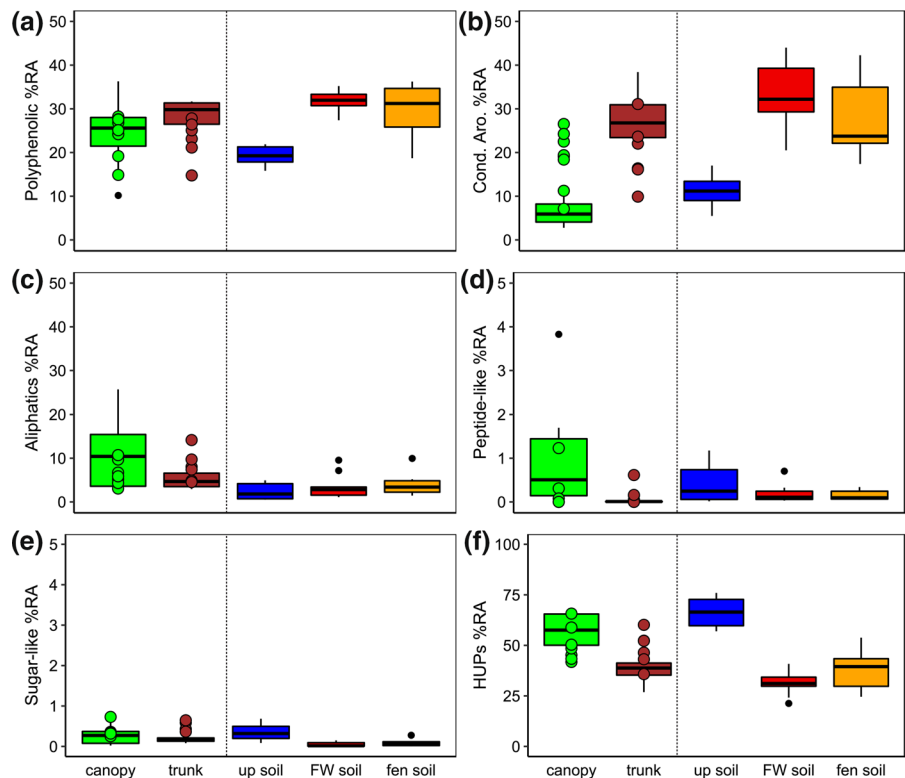 (a)
Polyphenolic %RA
50
40
30
20
10
0
(b)
Cond. Aro. %RA
50
40
30
20
10
0
(c)
Aliphatics %RA
50
40
30
20
10
0
(d)
Peptide-like %RA
5
4
3
2
1
0
(e)
Sugar-like %RA
5
4
3
2
1
0
canopy trunk up soil FW soil fen soil
(f)
HUPs %RA
100
75
50
25
0
canopy trunk up soil FW soil fen soil